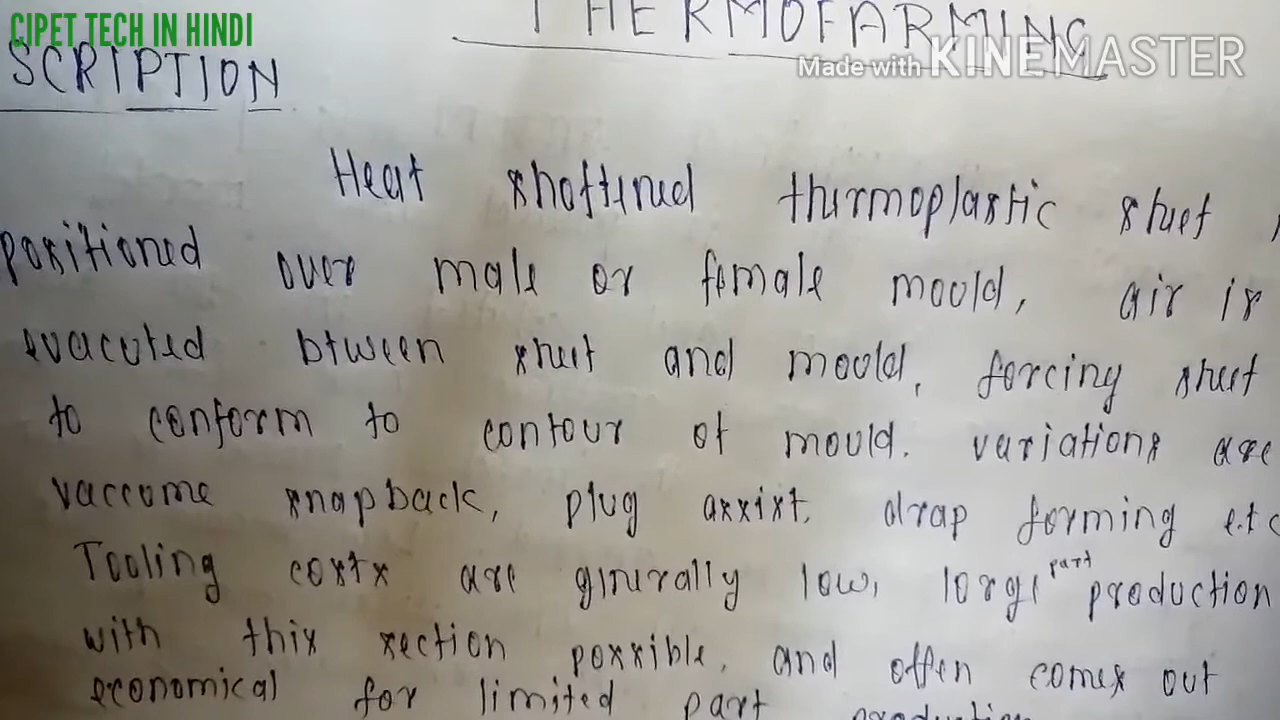 CIPET TECH IN HINDI
THERMOFARMING
Made with KINEMASTER
SCRIPTION
Heat shoftened thermoplastic sheet
positioned over male or female mould, air is
evacuted btween sheet and mould, forcing sheet
to conform to contour of mould. variations are
vaccume snapback, plug assist, drap forming etc
Tooling costs are generally low, large part production
with this section possible, and often comes out
economical for limited part production